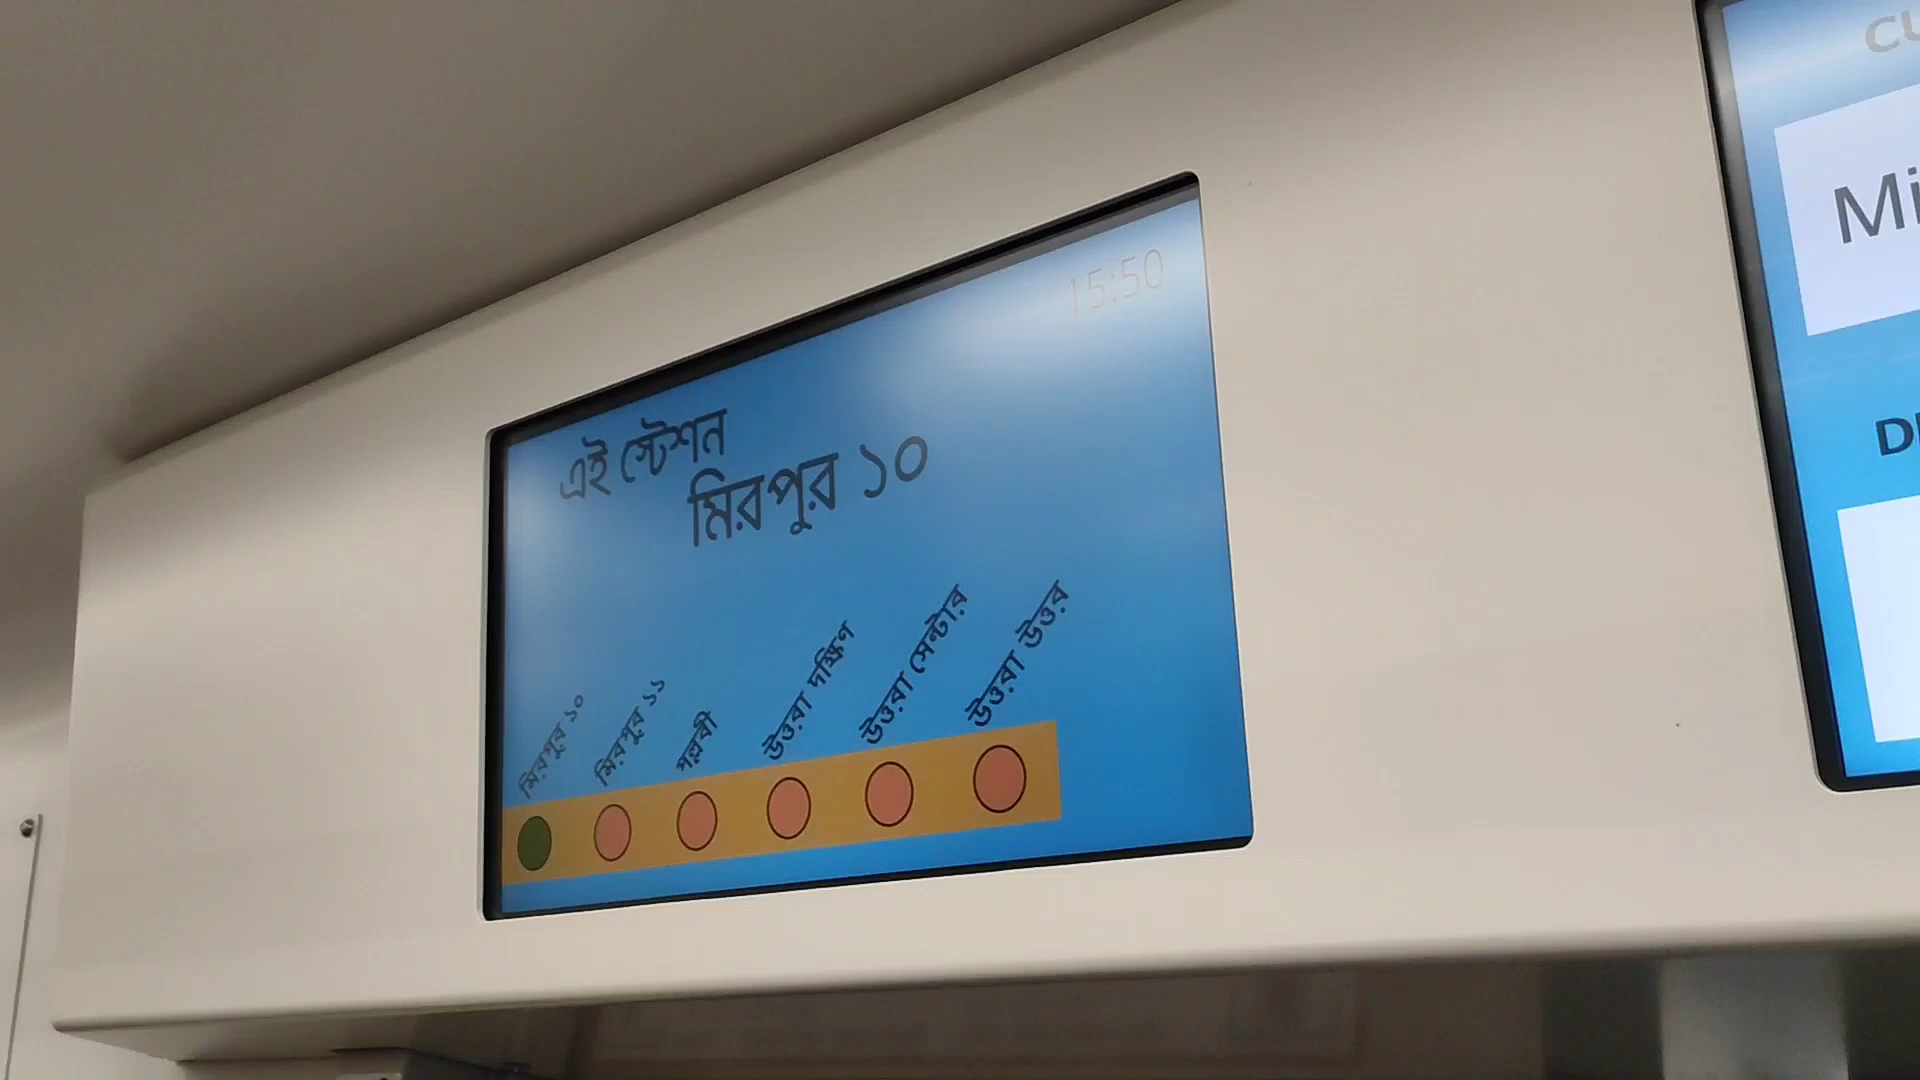 15:50
এই স্টেশন
মিরপুর ১০
মিরপুর ১০
মিরপুর ১১
পল্লবী
উত্তরা দক্ষিণ
উত্তরা সেন্টার
উত্তরা উত্তর
CU
Mi